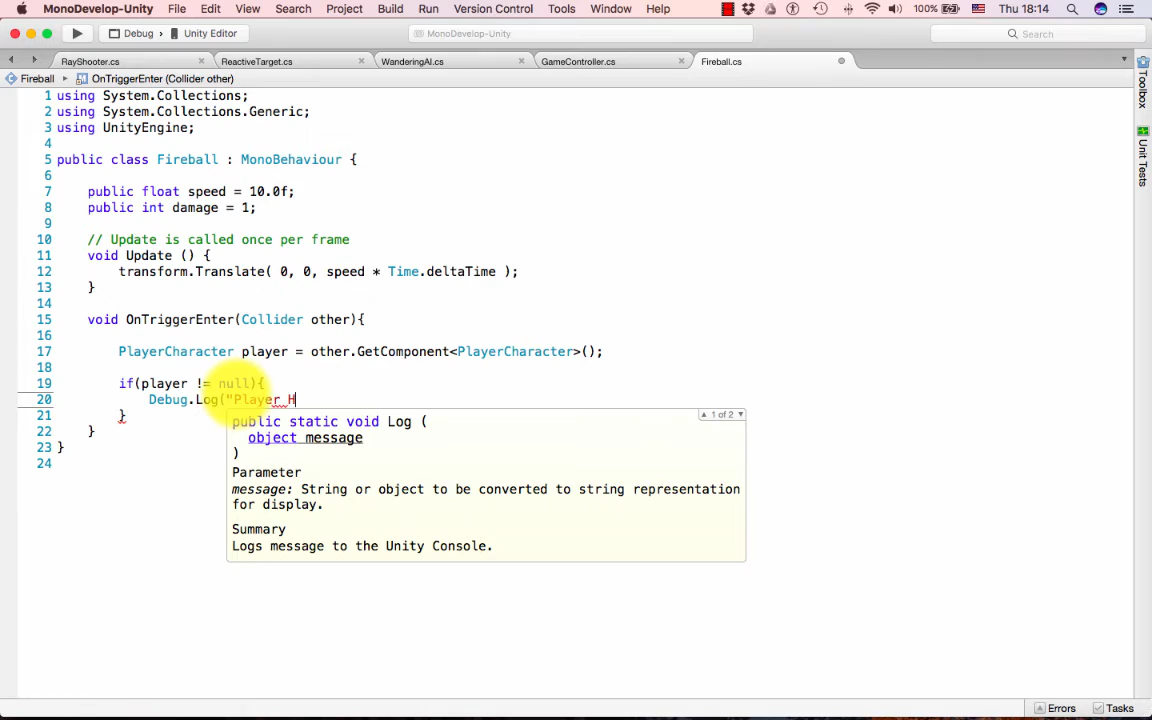 MonoDevelop-Unity File Edit View Search Project Build Run Version Control Tools Window Help 100% Thu 18:14
Debug › Unity Editor MonoDevelop-Unity Search
RayShooter.cs × ReactiveTarget.cs × WanderingAI.cs × GameController.cs × Fireball.cs
Fireball ▸ OnTriggerEnter (Collider other)
1 using System.Collections;
2 using System.Collections.Generic;
3 using UnityEngine;
4
5 public class Fireball : MonoBehaviour {
6
7 public float speed = 10.0f;
8 public int damage = 1;
9
10 // Update is called once per frame
11 void Update () {
12 transform.Translate( 0, 0, speed * Time.deltaTime );
13 }
14
15 void OnTriggerEnter(Collider other){
16
17 PlayerCharacter player = other.GetComponent<PlayerCharacter>();
18
19 if(player != null){
20 Debug.Log("Player H
21 }
22 }
23 }
24
▲ 1 of 2 ▼
public static void Log (
object message
)
Parameter
message: String or object to be converted to string representation
for display.
Summary
Logs message to the Unity Console.
Toolbox
Unit Tests
Errors Tasks